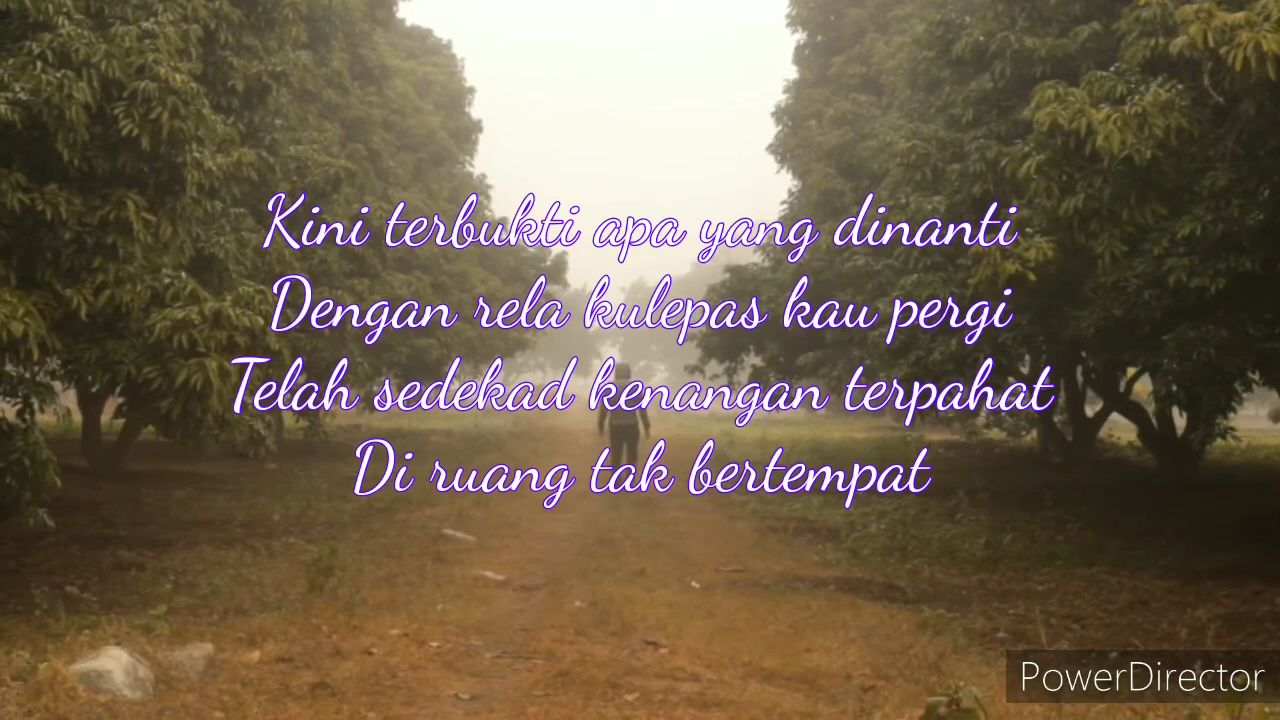 Kini terbukti apa yang dinanti
Dengan rela kulepas kau pergi
Telah sedekad kenangan terpahat
Di ruang tak bertempat
PowerDirector